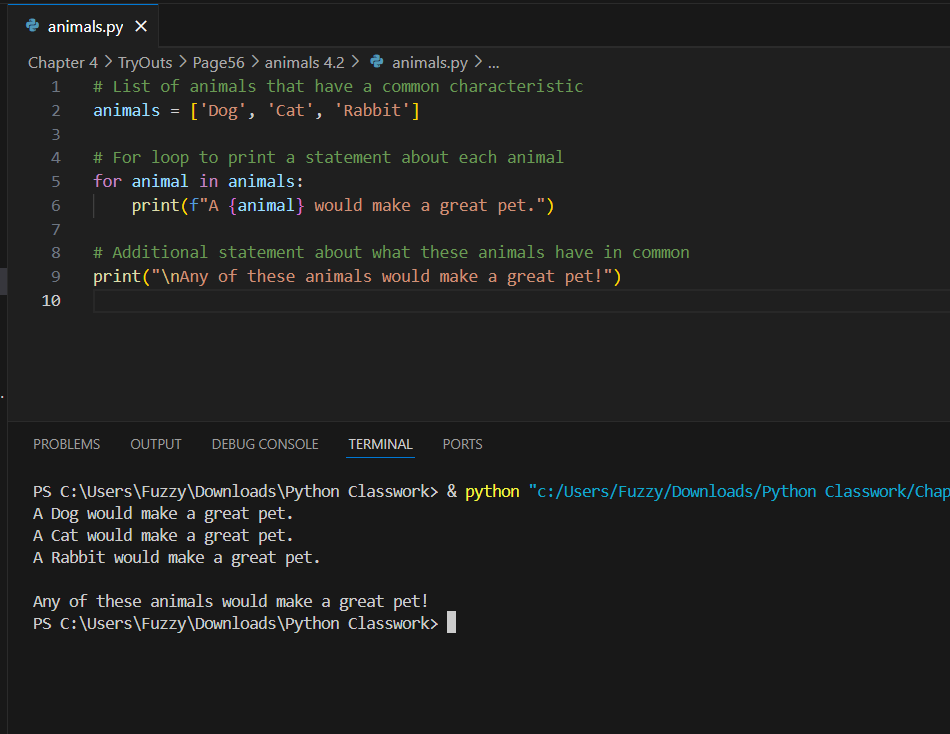 animals.py
Chapter 4 > TryOuts > Page56 > animals 4.2 > animals.py > ...
1 # List of animals that have a common characteristic
2 animals = ['Dog', 'Cat', 'Rabbit']
3
4 # For loop to print a statement about each animal
5 for animal in animals:
6     print(f"A {animal} would make a great pet.")
7
8 # Additional statement about what these animals have in common
9 print("\nAny of these animals would make a great pet!")
10
PROBLEMS OUTPUT DEBUG CONSOLE TERMINAL PORTS
PS C:\Users\Fuzzy\Downloads\Python Classwork> & python "c:/Users/Fuzzy/Downloads/Python Classwork/Chap
A Dog would make a great pet.
A Cat would make a great pet.
A Rabbit would make a great pet.

Any of these animals would make a great pet!
PS C:\Users\Fuzzy\Downloads\Python Classwork>